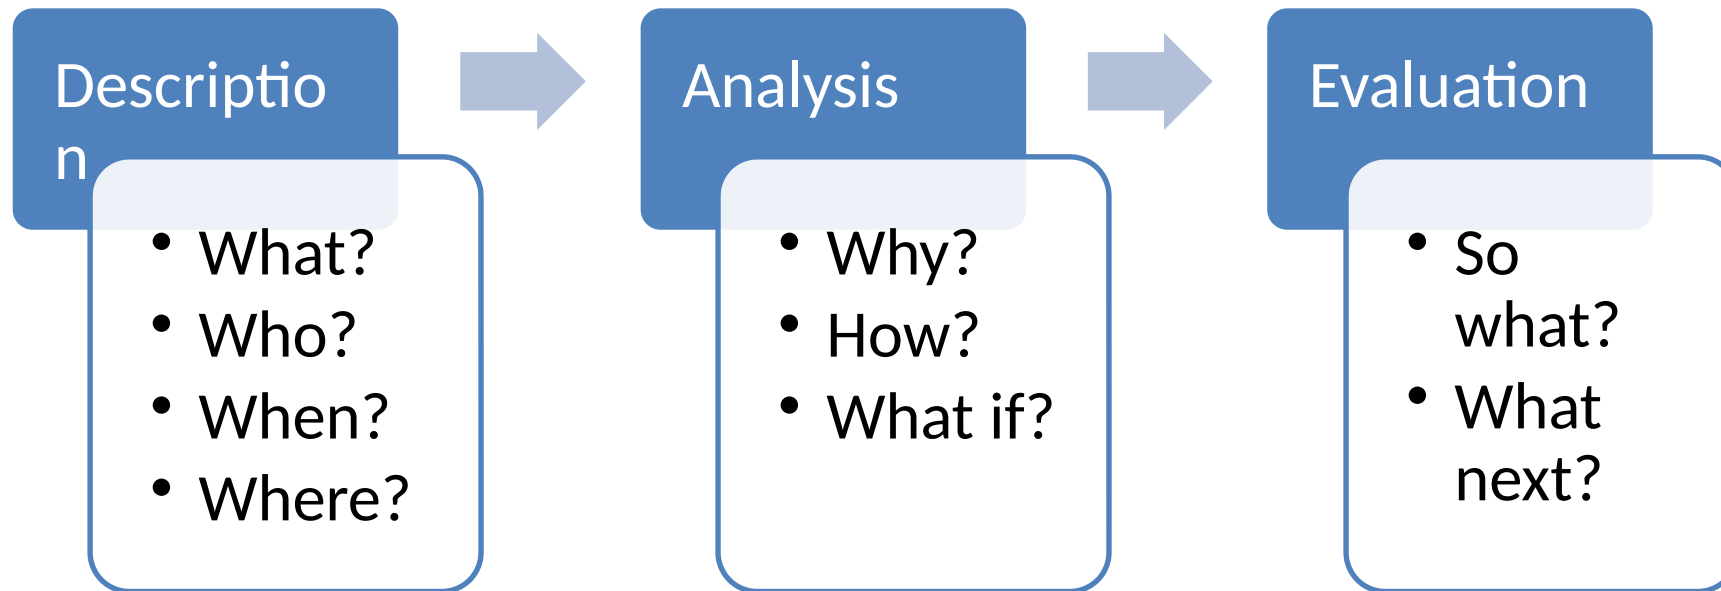 Descriptio
n
• What?
• Who?
• When?
• Where?
Analysis
• Why?
• How?
• What if?
Evaluation
• So
what?
• What
next?